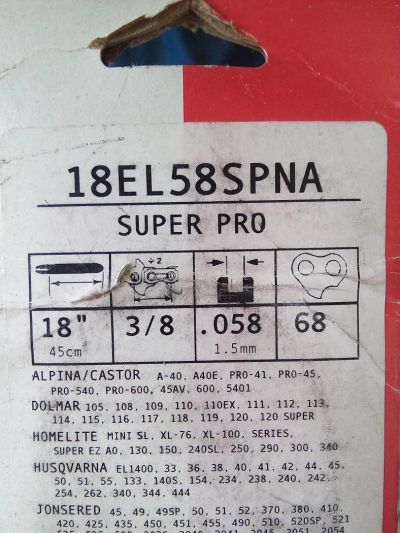 18EL58SPNA
SUPER PRO
÷2
18" 3/8 .058 68
45cm 1.5mm
ALPINA/CASTOR A-40, A40E, PRO-41, PRO-45,
PRO-540, PRO-600, 45AV, 600, 5401
DOLMAR 105, 108, 109, 110, 110EX, 111, 112, 113,
114, 115, 116, 117, 118, 119, 120, 120 SUPER
HOMELITE MINI SL, XL-76, XL-100, SERIES,
SUPER EZ AO, 130, 150, 240SL, 250, 290, 300, 340
HUSQVARNA EL1400, 33, 36, 38, 40, 41, 42, 44, 45,
50, 51, 55, 133, 140S, 154, 234, 238, 240, 242,
254, 262, 340, 344, 444
JONSERED 45, 49, 49SP, 50, 51, 52, 370, 380, 410,
420, 425, 435, 450, 451, 455, 490, 510, 520SP, 521